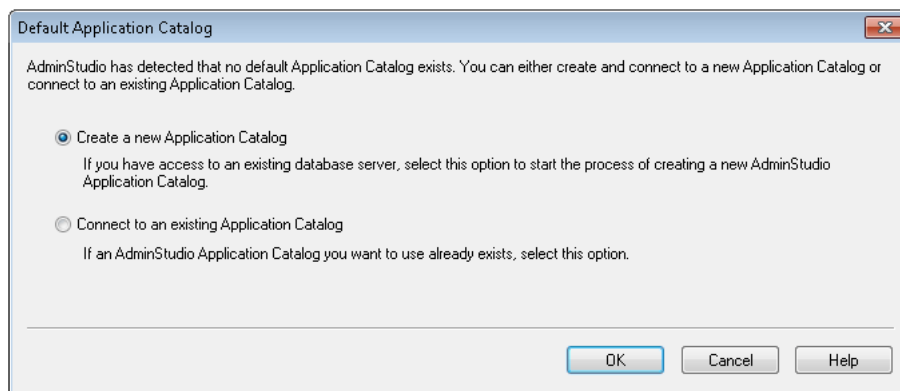 Default Application Catalog
AdminStudio has detected that no default Application Catalog exists. You can either create and connect to a new Application Catalog or
connect to an existing Application Catalog.
Create a new Application Catalog
If you have access to an existing database server, select this option to start the process of creating a new AdminStudio
Application Catalog.
Connect to an existing Application Catalog
If an AdminStudio Application Catalog you want to use already exists, select this option.
OK
Cancel
Help